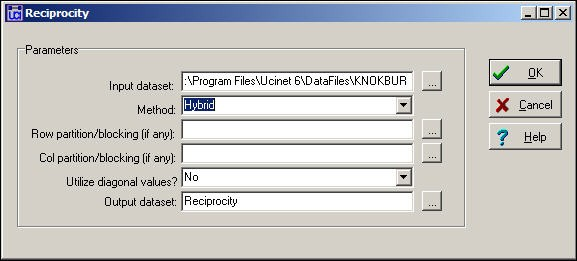 Reciprocity
Parameters
Input dataset: :\Program Files\Ucinet 6\DataFiles\KNOKBUR ...
Method: Hybrid
Row partition/blocking (if any): ...
Col partition/blocking (if any): ...
Utilize diagonal values? No
Output dataset: Reciprocity ...
OK
Cancel
Help